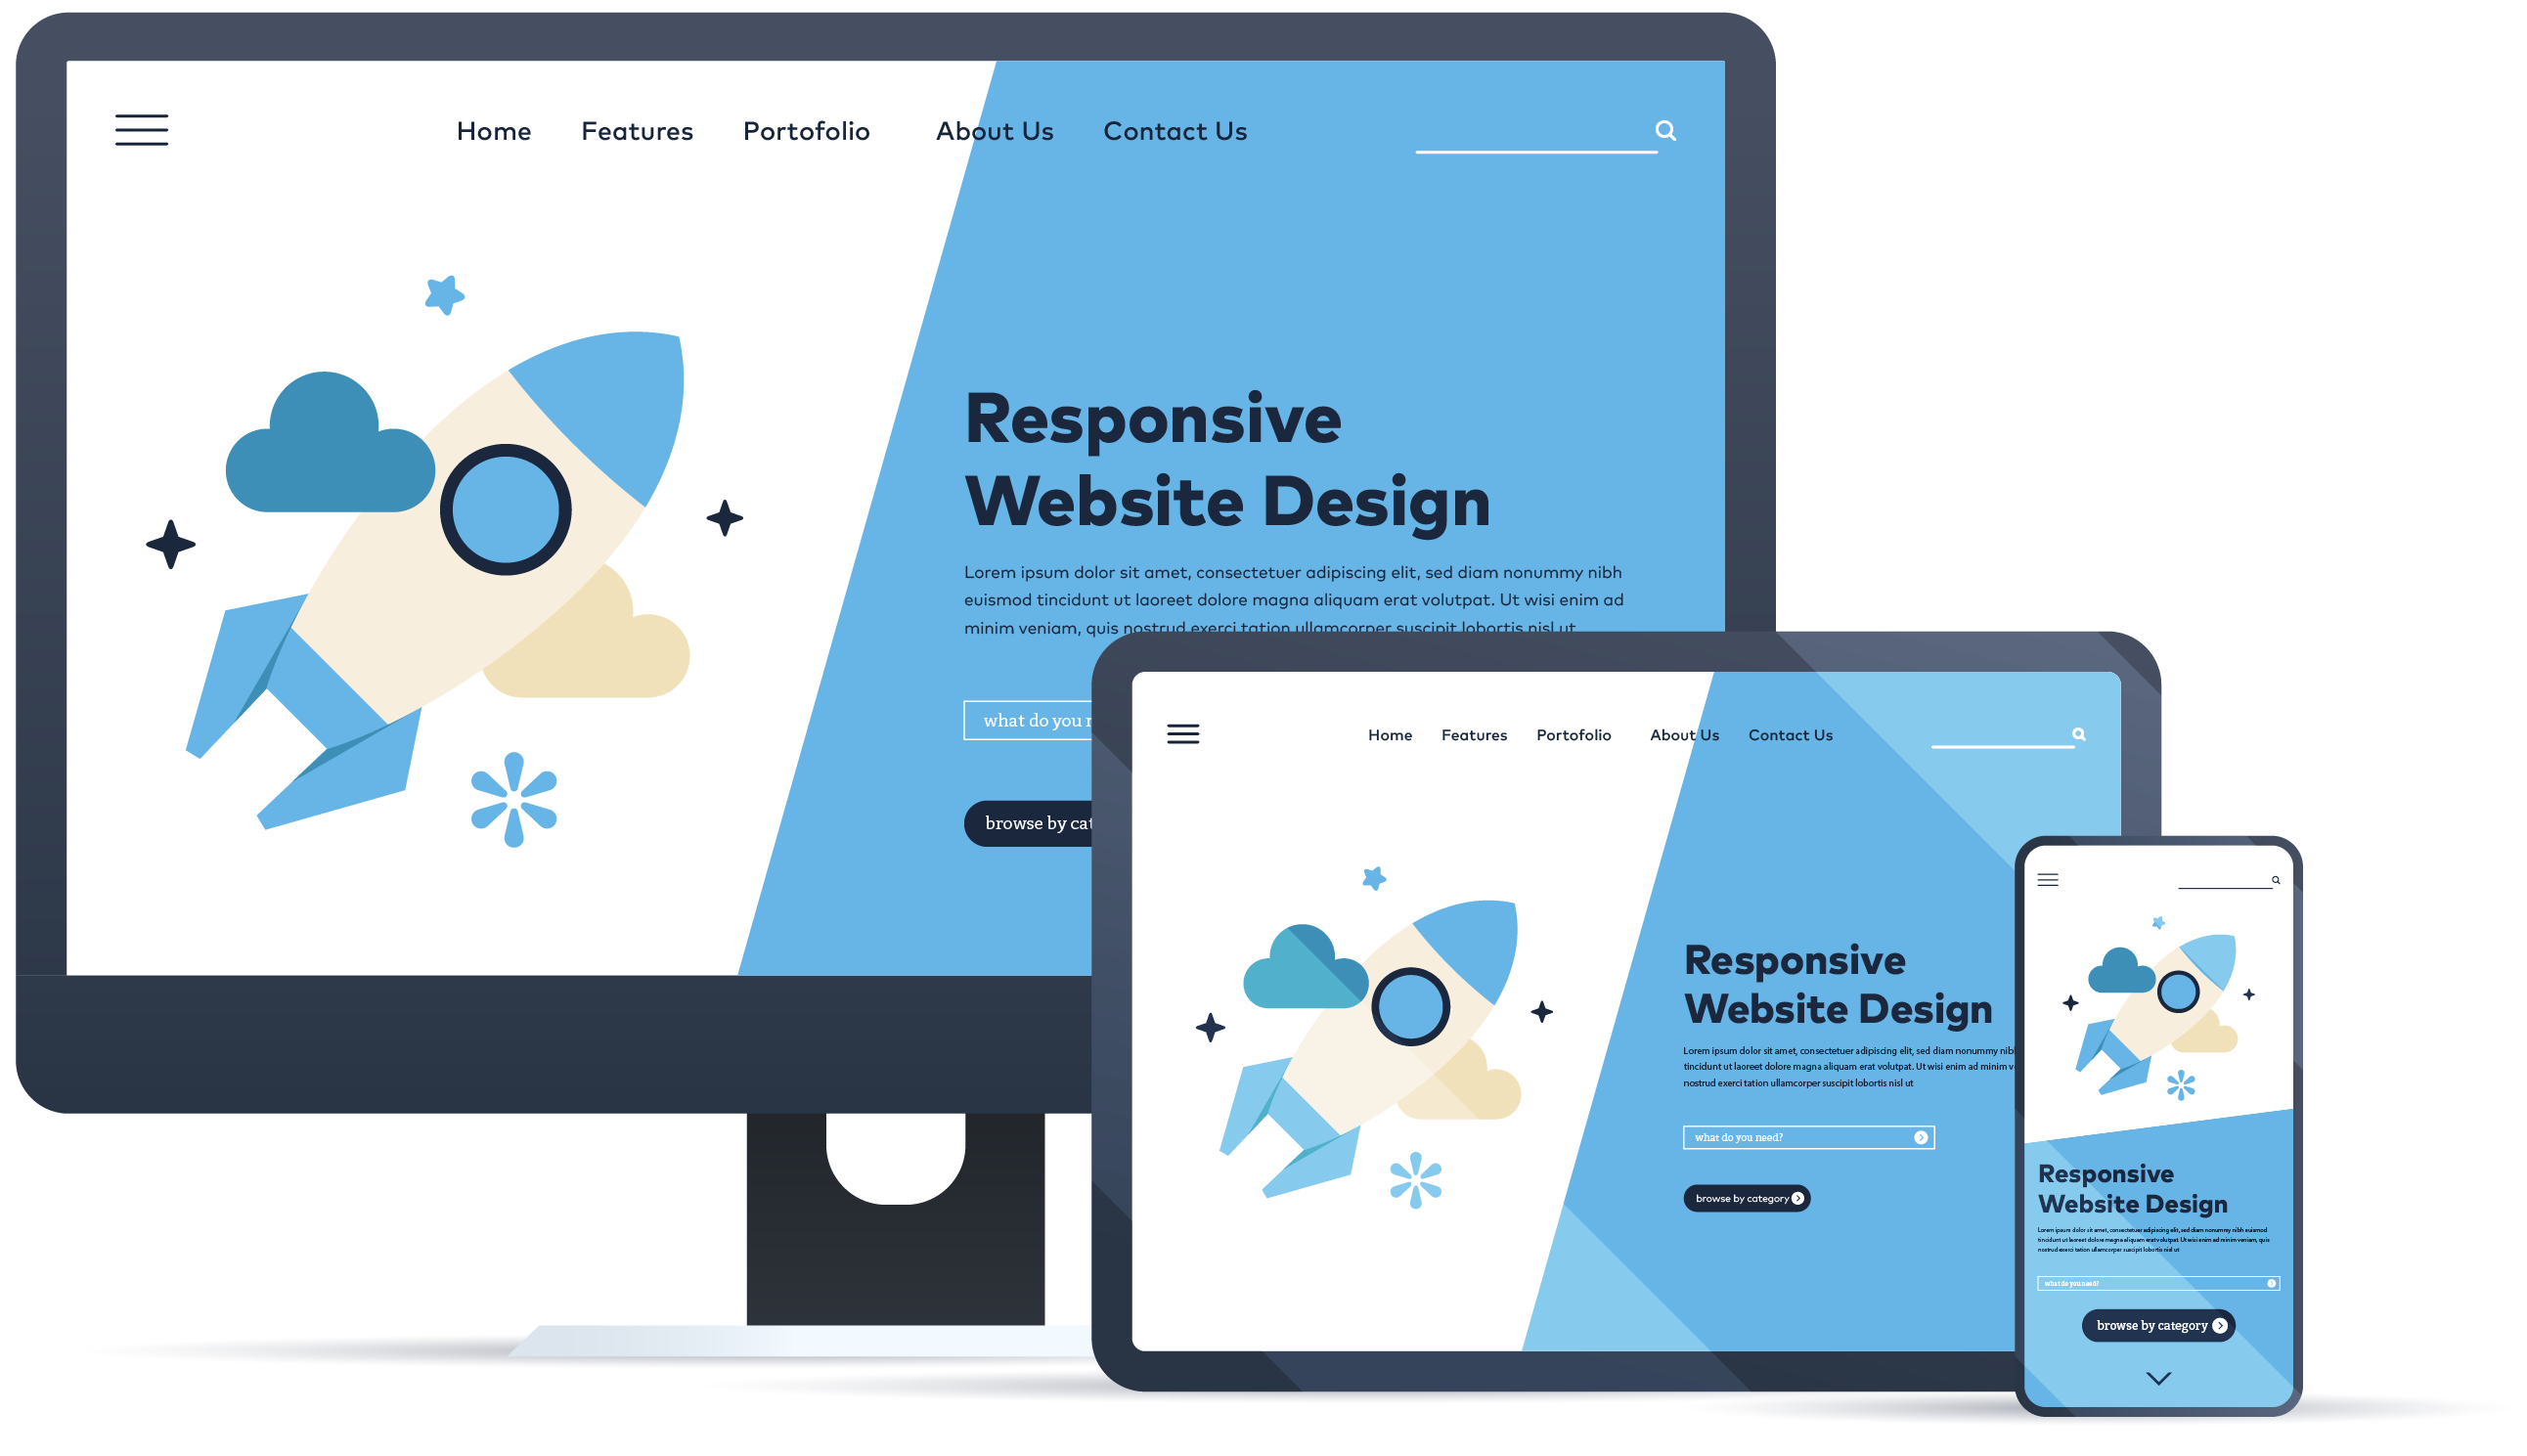 Home Features Portofolio About Us Contact Us
Responsive
Website Design
Lorem ipsum dolor sit amet, consectetuer adipiscing elit, sed diam nonummy nibh
euismod tincidunt ut laoreet dolore magna aliquam erat volutpat. Ut wisi enim ad
minim veniam, quis nostrud exerci tation ullamcorper suscipit lobortis nisl ut
what do you
browse by
Home Features Portofolio About Us Contact Us
Responsive
Website Design
Lorem ipsum dolor sit amet, consectetuer adipiscing elit, sed diam nonummy
tincidunt ut laoreet dolore magna aliquam erat volutpat. Ut wisi enim ad minim
nostrud exerci tation ullamcorper suscipit lobortis nisl ut
what do you need?
browse by category
Responsive
Website Design
Lorem ipsum dolor sit amet, consectetuer adipiscing elit, sed diam nonummy nibh euismod
tincidunt ut laoreet dolore magna aliquam erat volutpat. Ut wisi enim ad minim veniam, quis
nostrud exerci tation ullamcorper suscipit lobortis nisl ut
what do you need?
browse by category